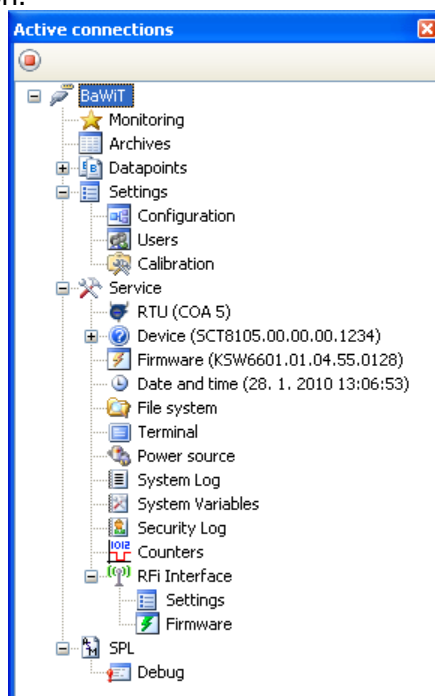 on.
Active connections
BaWiT
Monitoring
Archives
Datapoints
Settings
Configuration
Users
Calibration
Service
RTU (COA 5)
Device (SCT8105.00.00.00.1234)
Firmware (KSW6601.01.04.55.0128)
Date and time (28. 1. 2010 13:06:53)
File system
Terminal
Power source
System Log
System Variables
Security Log
Counters
RFi Interface
Settings
Firmware
SPL
Debug